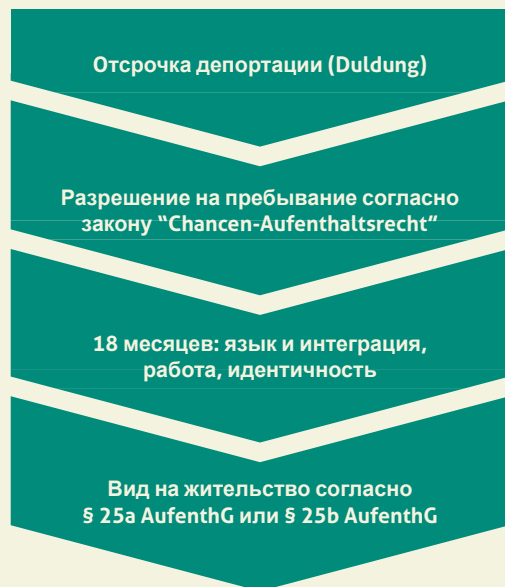 Отсрочка депортации (Duldung)
Разрешение на пребывание согласно
закону “Chancen-Aufenthaltsrecht”
18 месяцев: язык и интеграция,
работа, идентичность
Вид на жительство согласно
§ 25a AufenthG или § 25b AufenthG